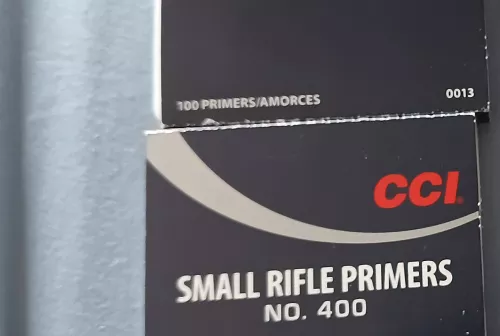 100 PRIMERS/AMORCES 0013
CCI
SMALL RIFLE PRIMERS
NO. 400